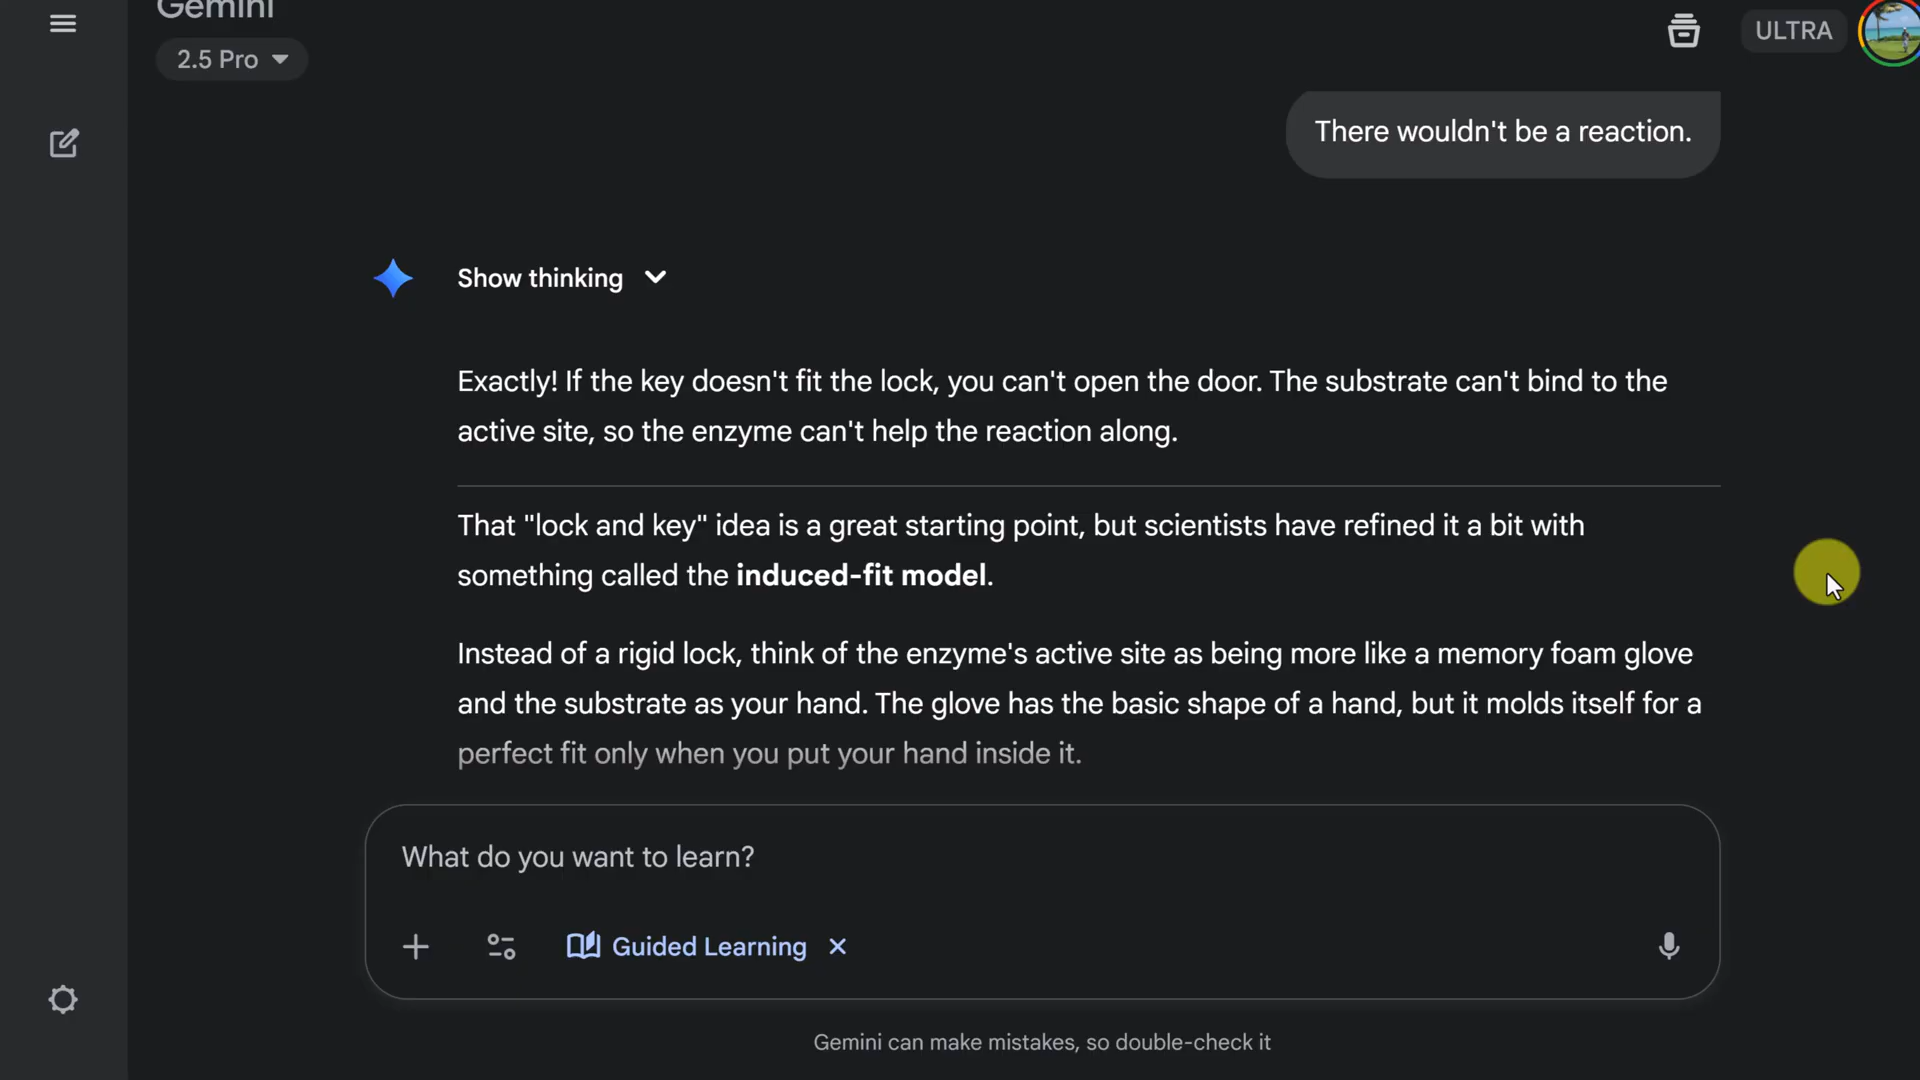 Gemini
2.5 Pro
ULTRA
There wouldn't be a reaction.
Show thinking
Exactly! If the key doesn't fit the lock, you can't open the door. The substrate can't bind to the
active site, so the enzyme can't help the reaction along.
That "lock and key" idea is a great starting point, but scientists have refined it a bit with
something called the induced-fit model.
Instead of a rigid lock, think of the enzyme's active site as being more like a memory foam glove
and the substrate as your hand. The glove has the basic shape of a hand, but it molds itself for a
perfect fit only when you put your hand inside it.
What do you want to learn?
Guided Learning
Gemini can make mistakes, so double-check it